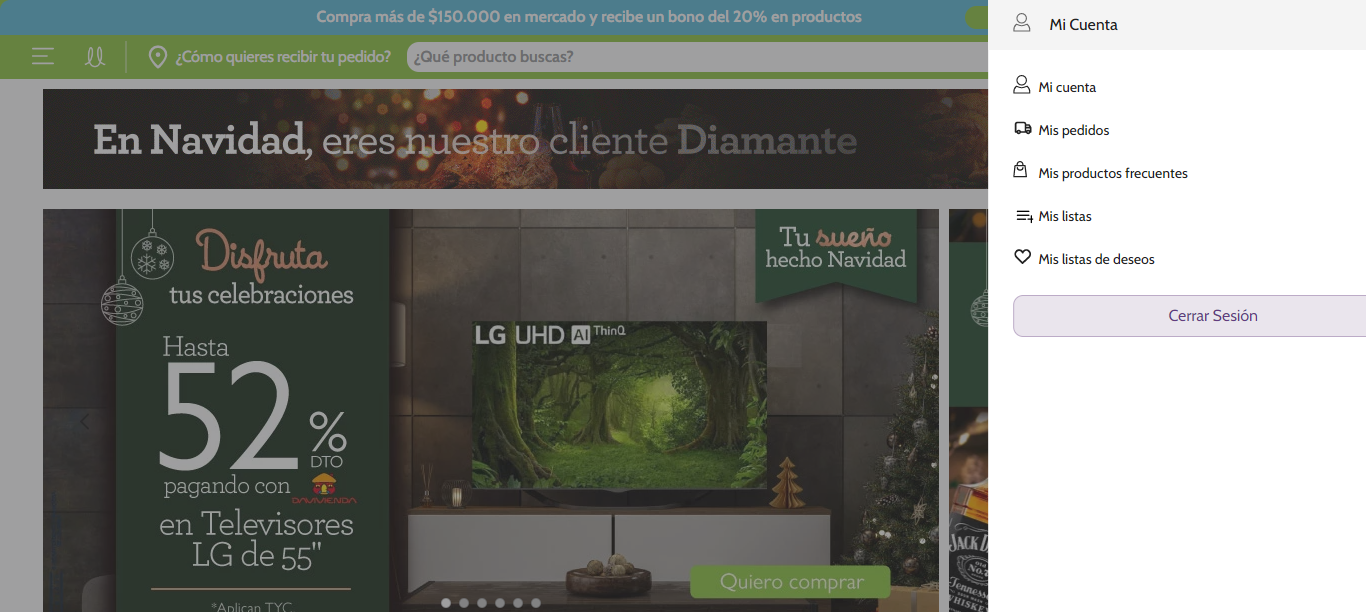 Compra más de $150.000 en mercado y recibe un bono del 20% en productos
¿Cómo quieres recibir tu pedido?
¿Qué producto buscas?
En Navidad, eres nuestro cliente Diamante
Disfruta
tus celebraciones
Hasta
52%
DTO
pagando con
DAVIVIENDA
en Televisores
LG de 55"
*Aplican TYC
Tu sueño
hecho Navidad
LG UHD AI ThinQ
Quiero comprar
JACK D
No.7
Tennessee
WHISKEY
Mi Cuenta
Mi cuenta
Mis pedidos
Mis productos frecuentes
Mis listas
Mis listas de deseos
Cerrar Sesión